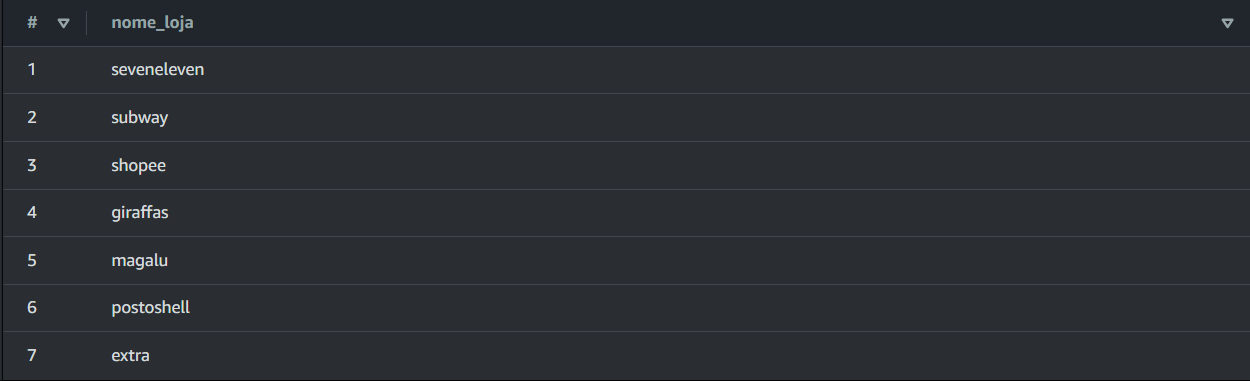 # nome_loja
1 seveneleven
2 subway
3 shopee
4 giraffas
5 magalu
6 postoshell
7 extra